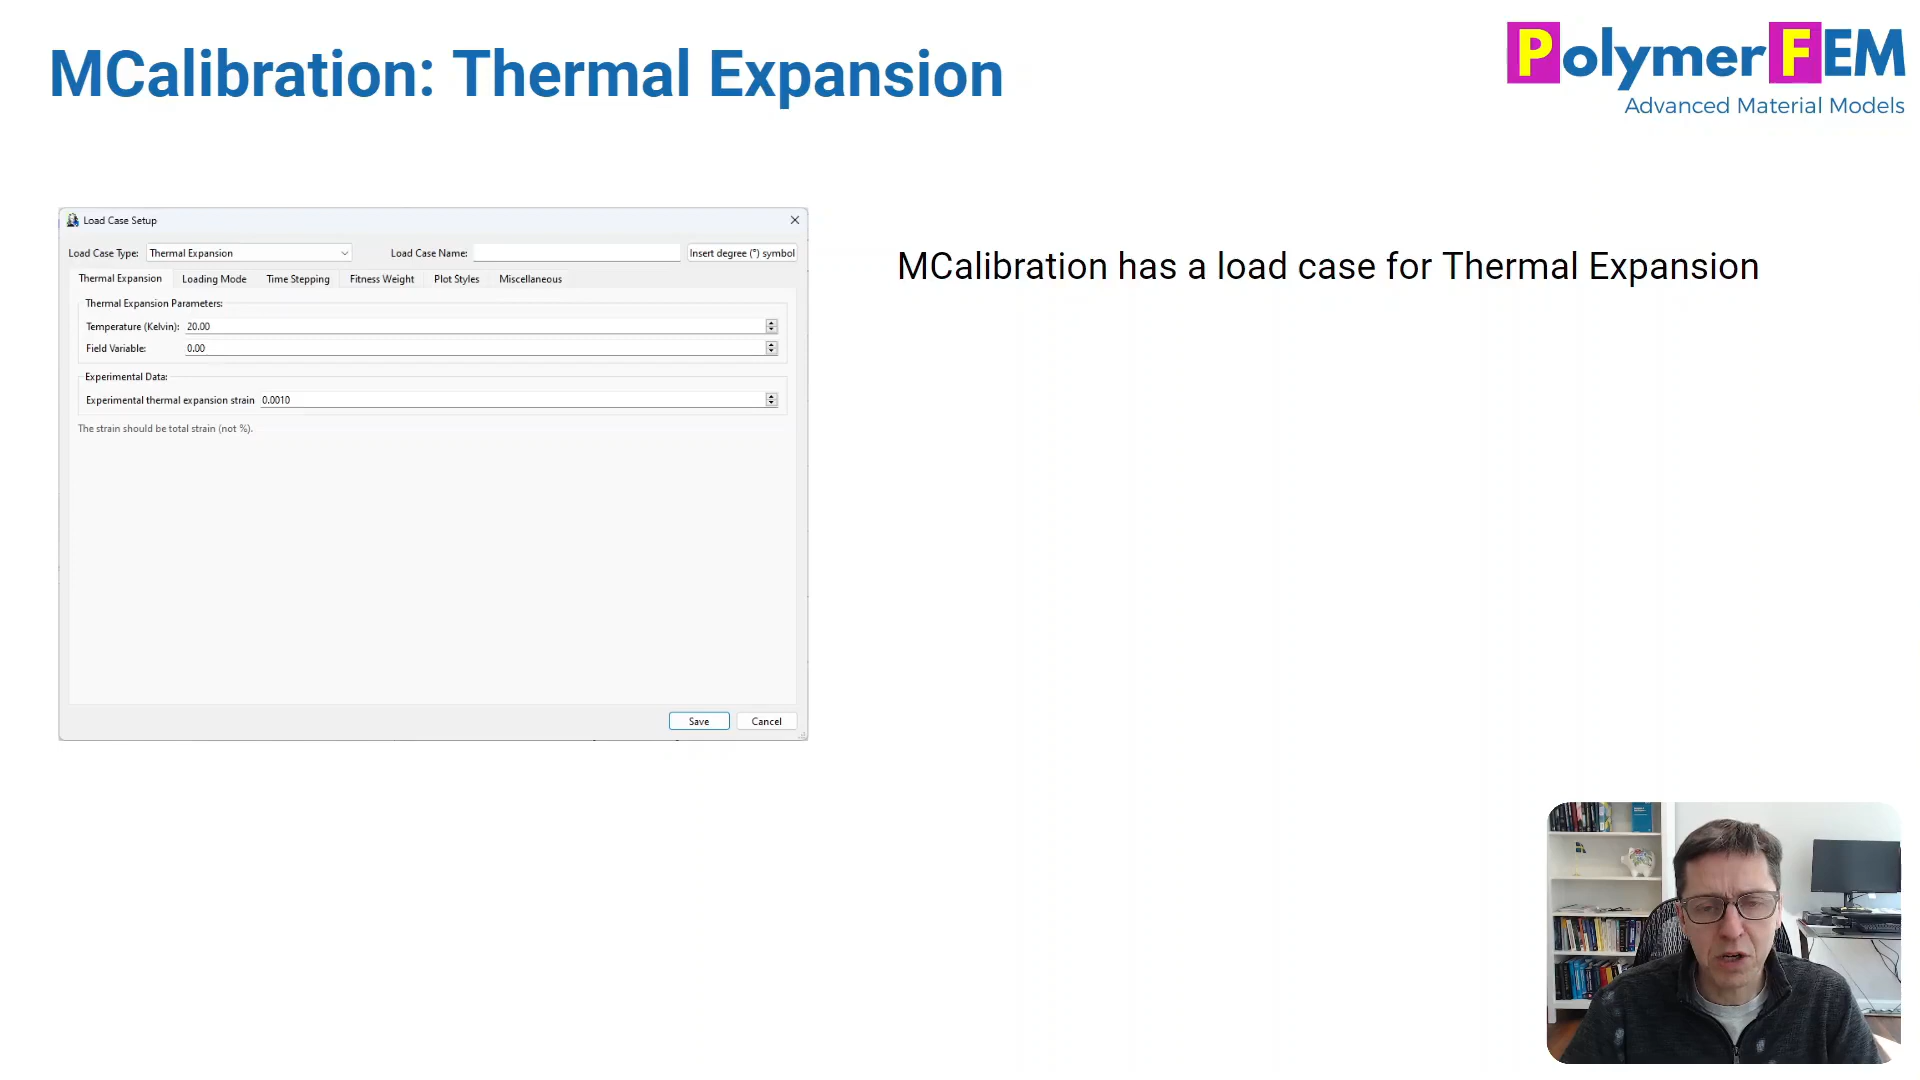 MCalibration: Thermal Expansion
PolymerFEM
Advanced Material Models
Load Case Setup
Load Case Type: Thermal Expansion Load Case Name: Insert degree (°) symbol
Thermal Expansion Loading Mode Time Stepping Fitness Weight Plot Styles Miscellaneous
Thermal Expansion Parameters:
Temperature (Kelvin): 20.00
Field Variable: 0.00
Experimental Data:
Experimental thermal expansion strain 0.0010
The strain should be total strain (not %).
Save Cancel
MCalibration has a load case for Thermal Expansion